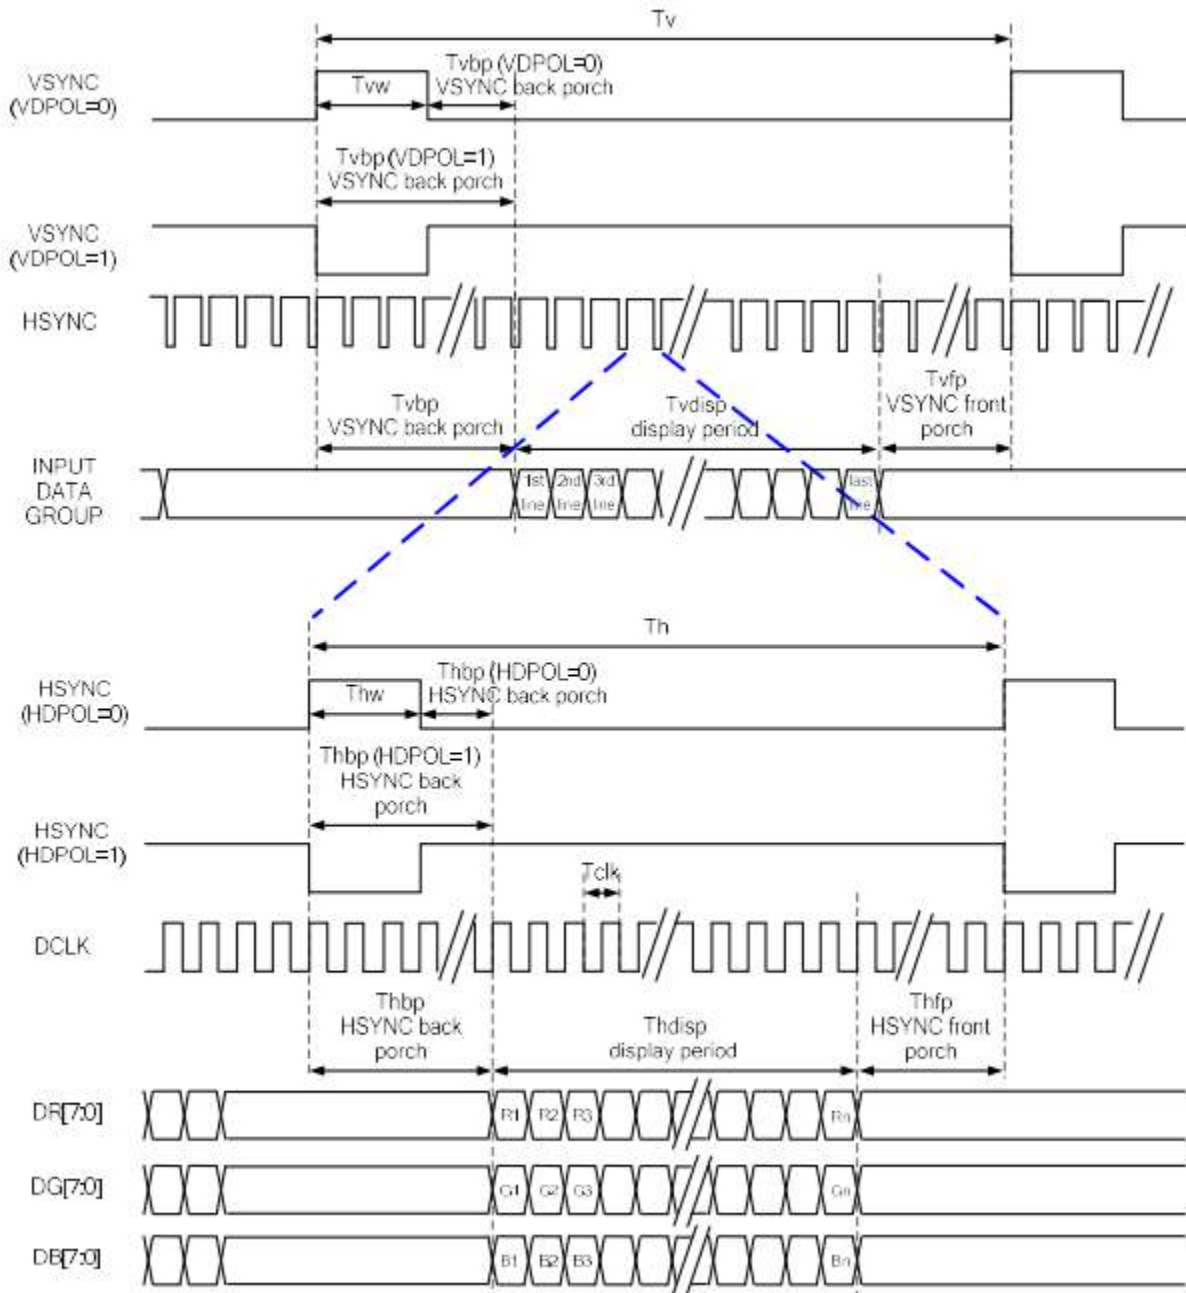 Tv
VSYNC
(VDPOL=0)
Tvw
Tvbp (VDPOL=0)
VSYNC back porch
Tvbp (VDPOL=1)
VSYNC back porch
VSYNC
(VDPOL=1)
HSYNC
Tvbp
VSYNC back porch
Tvdisp
display period
Tvfp
VSYNC front
porch
INPUT
DATA
GROUP
1st
line
2nd
line
3rd
line
last
line
Th
HSYNC
(HDPOL=0)
Thw
Thbp (HDPOL=0)
HSYNC back porch
Thbp (HDPOL=1)
HSYNC back
porch
HSYNC
(HDPOL=1)
Tclk
DCLK
Thbp
HSYNC back
porch
Thdisp
display period
Thfp
HSYNC front
porch
DR[7:0]
R1 R2 R3 Rn
DG[7:0]
G1 G2 G3 Gn
DB[7:0]
B1 B2 B3 Bn